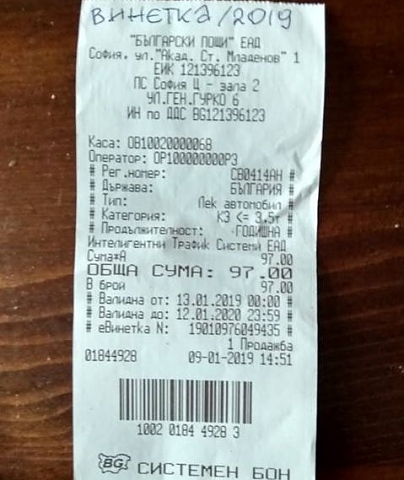 ВИНЕТКА/2019
"БЪЛГАРСКИ ПОЩИ" ЕАД
София, ул."Акад. Ст. Младенов" 1
ЕИК 121396123
ПС София Ц - зала 2
УЛ.ГЕН.ГУРКО 6
ИН по ДДС BG121396123
Каса: OB10020000068
Оператор: OP100000000P3
# Рег.номер: CB0414AH #
# Държава: БЪЛГАРИЯ #
# Тип: Лек автомобил #
# Категория: К3 <= 3.5т #
# Продължителност: ГОДИШНА #
Интелигентни Трафик Системи ЕАД
Сума*А 97.00
ОБЩА СУМА: 97.00
В брой 97.00
# Валидна от: 13.01.2019 00:00 #
# Валидна до: 12.01.2020 23:59 #
# еВинетка N: 19010976049435 #
1 Продажба
01844928 09-01-2019 14:51
1002 0184 4928 3
BG СИСТЕМЕН БОН